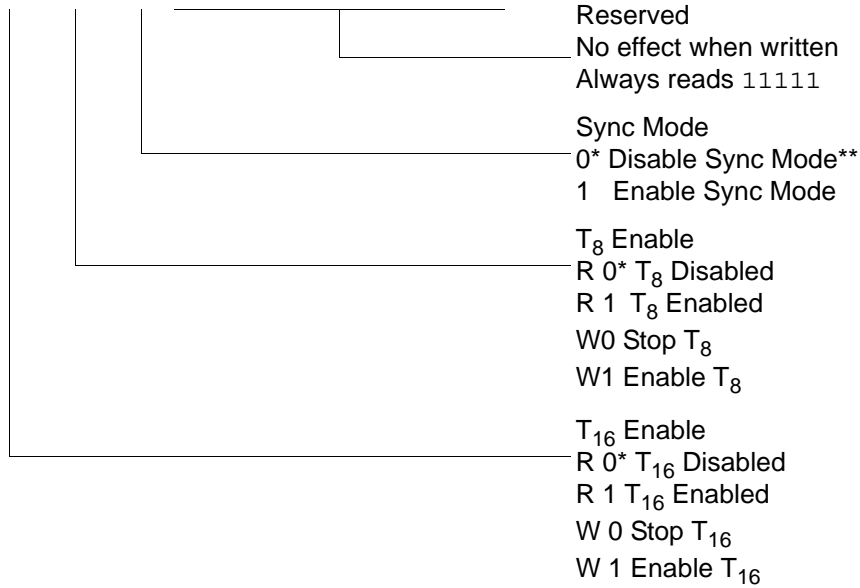 Reserved
No effect when written
Always reads 11111
Sync Mode
0* Disable Sync Mode**
1 Enable Sync Mode
T8 Enable
R 0* T8 Disabled
R 1 T8 Enabled
W0 Stop T8
W1 Enable T8
T16 Enable
R 0* T16 Disabled
R 1 T16 Enabled
W 0 Stop T16
W 1 Enable T16